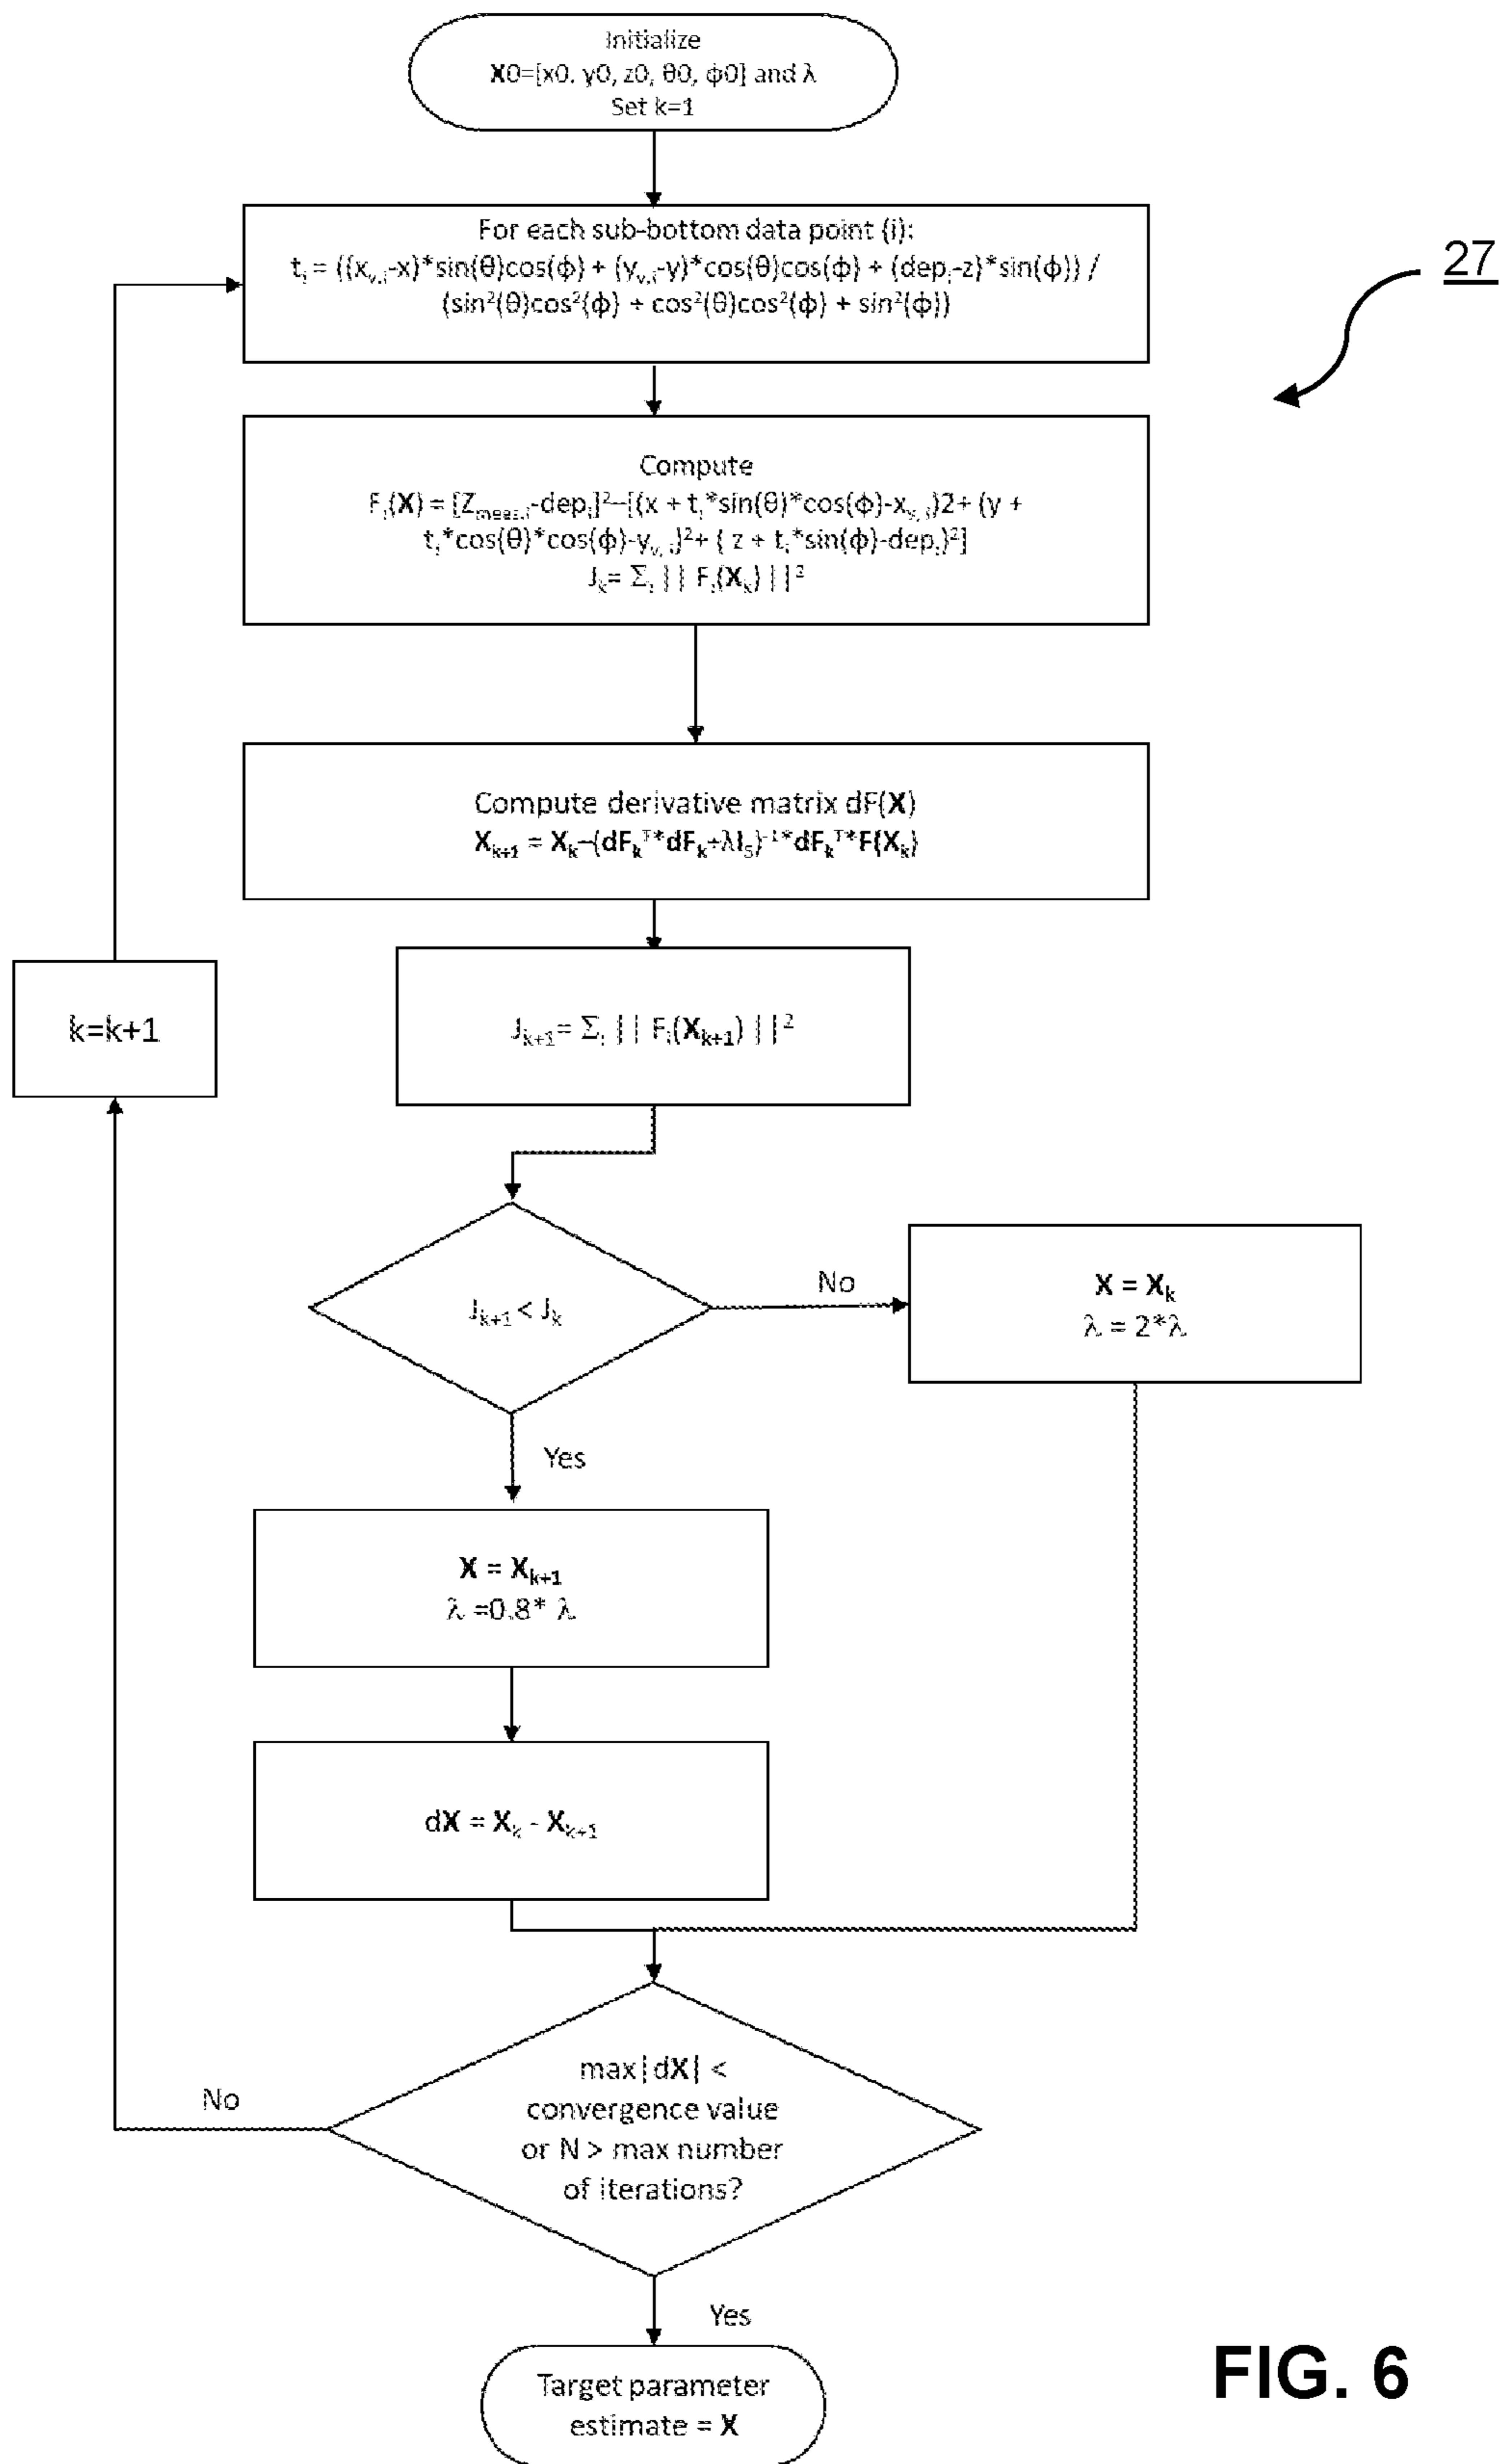 Initialize
X0=[x0, y0, z0, θ0, ϕ0] and λ
Set k=1
For each sub-bottom data point (i):
tᵢ = ((xᵥ,ᵢ-x)*sin(θ)cos(ϕ) + (yᵥ,ᵢ-y)*cos(θ)cos(ϕ) + (depᵢ-z)*sin(ϕ)) /
(sin²(θ)cos²(ϕ) + cos²(θ)cos²(ϕ) + sin²(ϕ))
27
Compute
Fᵢ(X) = [Z_meas,i-depᵢ]²–[(x + tᵢ*sin(θ)*cos(ϕ)-xᵥ,ᵢ)2+ (y +
tᵢ*cos(θ)*cos(ϕ)-yᵥ,ᵢ)²+ ( z + tᵢ*sin(ϕ)-depᵢ)²]
Jₖ= Σᵢ || Fᵢ(Xₖ) ||²
Compute derivative matrix dF(X)
Xₖ₊₁ = Xₖ–(dFₖᵀ*dFₖ+λI₅)⁻¹*dFₖᵀ*F(Xₖ)
k=k+1
Jₖ₊₁= Σᵢ || Fᵢ(Xₖ₊₁) ||²
Jₖ₊₁ < Jₖ
No
X = Xₖ
λ = 2*λ
Yes
X = Xₖ₊₁
λ =0.8* λ
dX = Xₖ - Xₖ₊₁
No
max|dX| <
convergence value
or N > max number
of iterations?
Yes
Target parameter
estimate = X
FIG. 6